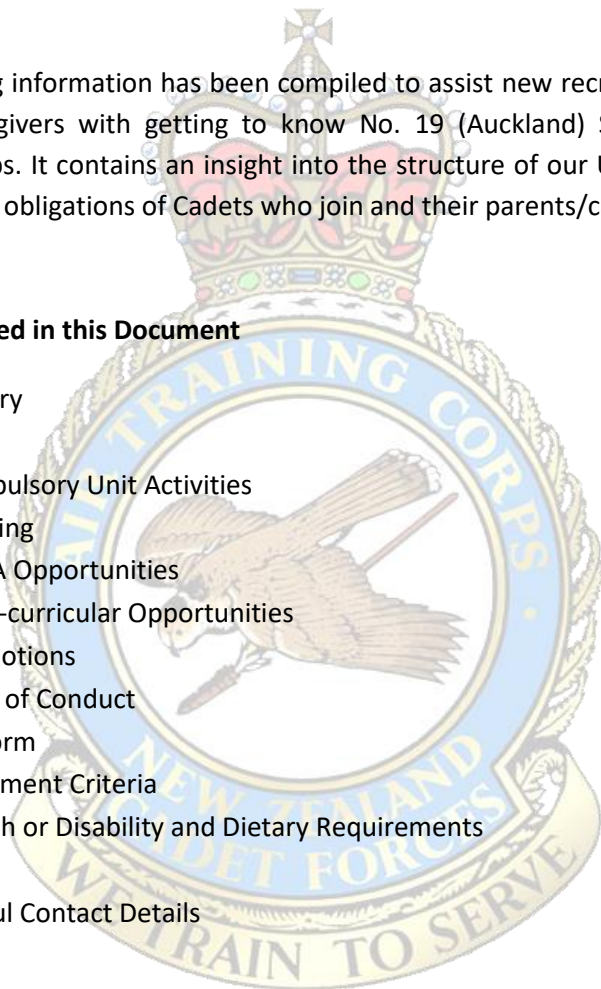 g information has been compiled to assist new recr
givers with getting to know No. 19 (Auckland) S
os. It contains an insight into the structure of our U
obligations of Cadets who join and their parents/c
ed in this Document
ry
pulsory Unit Activities
ing
A Opportunities
-curricular Opportunities
otions
of Conduct
orm
ment Criteria
h or Disability and Dietary Requirements
ul Contact Details
AIR TRAINING CORPS
NEW ZEALAND
CADET FORCES
WE TRAIN TO SERVE